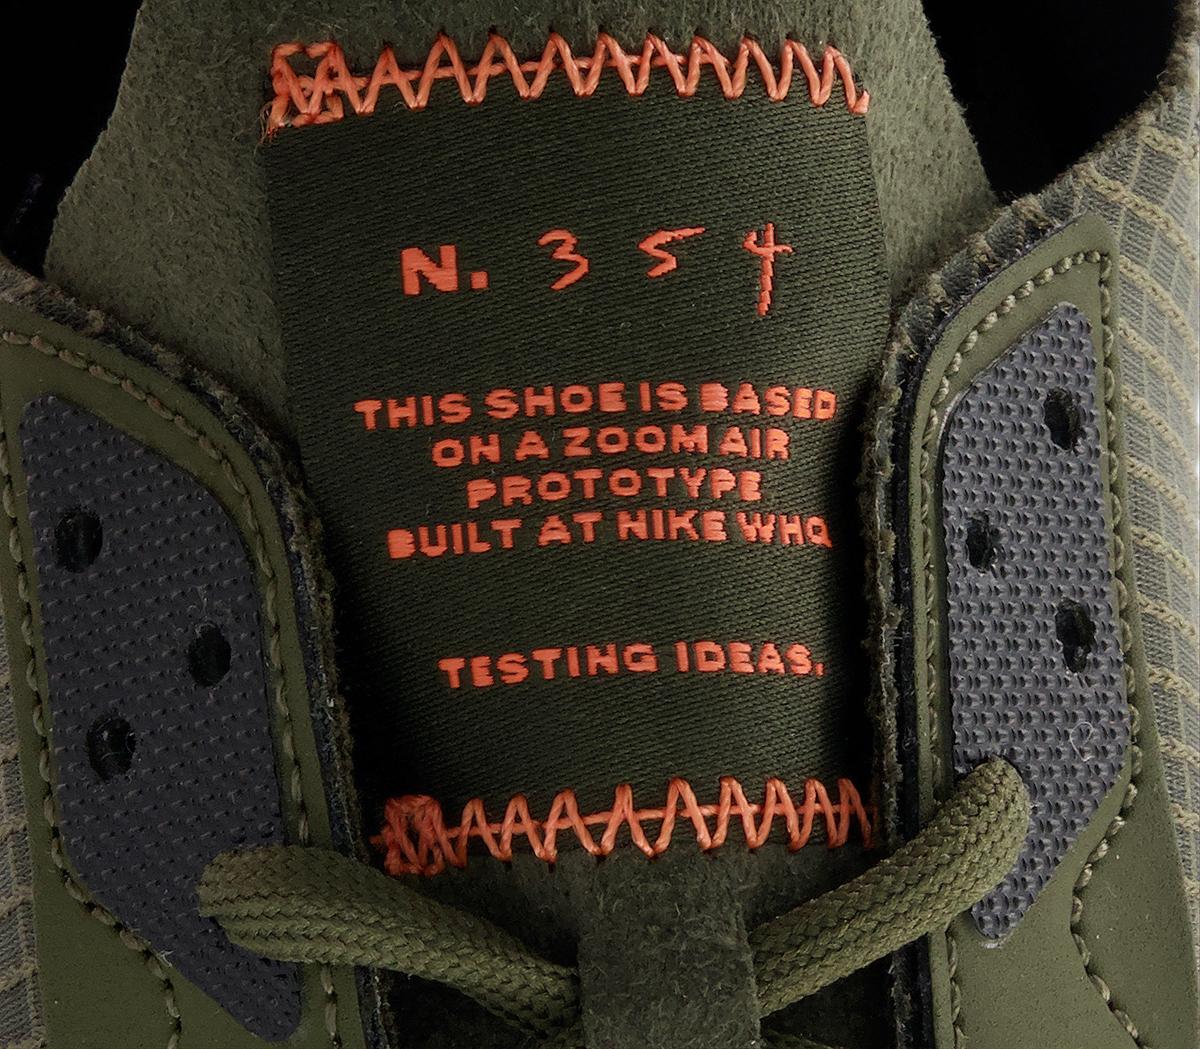 N. 354
THIS SHOE IS BASED
ON A ZOOM AIR
PROTOTYPE
BUILT AT NIKE WHQ
TESTING IDEAS.